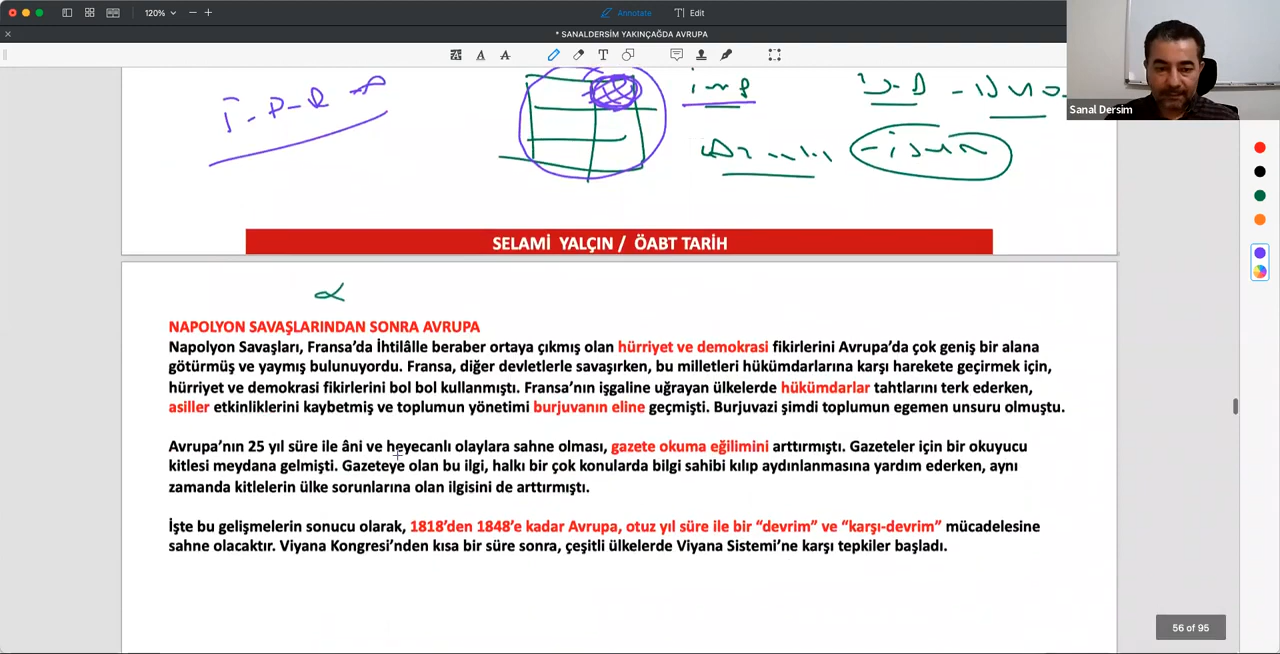 120%
Annotate
Edit
* SANALDERSİM YAKINÇAĞDA AVRUPA
Sanal Dersim
SELAMİ YALÇIN / ÖABT TARİH
NAPOLYON SAVAŞLARINDAN SONRA AVRUPA
Napolyon Savaşları, Fransa’da İhtilâlle beraber ortaya çıkmış olan hürriyet ve demokrasi fikirlerini Avrupa’da çok geniş bir alana
götürmüş ve yaymış bulunuyordu. Fransa, diğer devletlerle savaşırken, bu milletleri hükümdarlarına karşı harekete geçirmek için,
hürriyet ve demokrasi fikirlerini bol bol kullanmıştı. Fransa’nın işgaline uğrayan ülkelerde hükümdarlar tahtlarını terk ederken,
asiller etkinliklerini kaybetmiş ve toplumun yönetimi burjuvanın eline geçmişti. Burjuvazi şimdi toplumun egemen unsuru olmuştu.
Avrupa’nın 25 yıl süre ile âni ve heyecanlı olaylara sahne olması, gazete okuma eğilimini arttırmıştı. Gazeteler için bir okuyucu
kitlesi meydana gelmişti. Gazeteye olan bu ilgi, halkı bir çok konularda bilgi sahibi kılıp aydınlanmasına yardım ederken, aynı
zamanda kitlelerin ülke sorunlarına olan ilgisini de arttırmıştı.
İşte bu gelişmelerin sonucu olarak, 1818’den 1848’e kadar Avrupa, otuz yıl süre ile bir “devrim” ve “karşı-devrim” mücadelesine
sahne olacaktır. Viyana Kongresi’nden kısa bir süre sonra, çeşitli ülkelerde Viyana Sistemi’ne karşı tepkiler başladı.
56 of 95